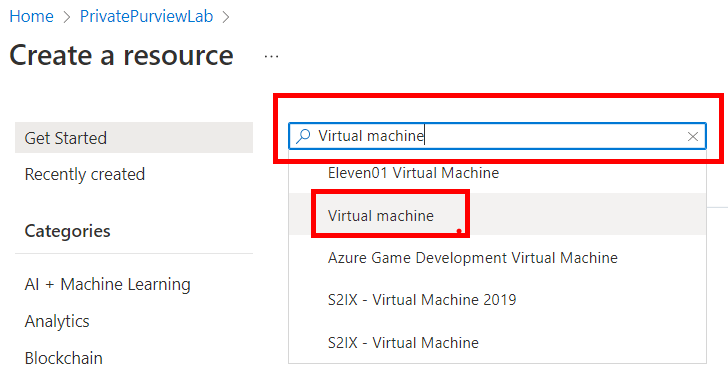 Home > PrivatePurviewLab >
Create a resource ...
Get Started
Recently created
Categories
AI + Machine Learning
Analytics
Blockchain
Virtual machine
Eleven01 Virtual Machine
Virtual machine
Azure Game Development Virtual Machine
S2IX - Virtual Machine 2019
S2IX - Virtual Machine